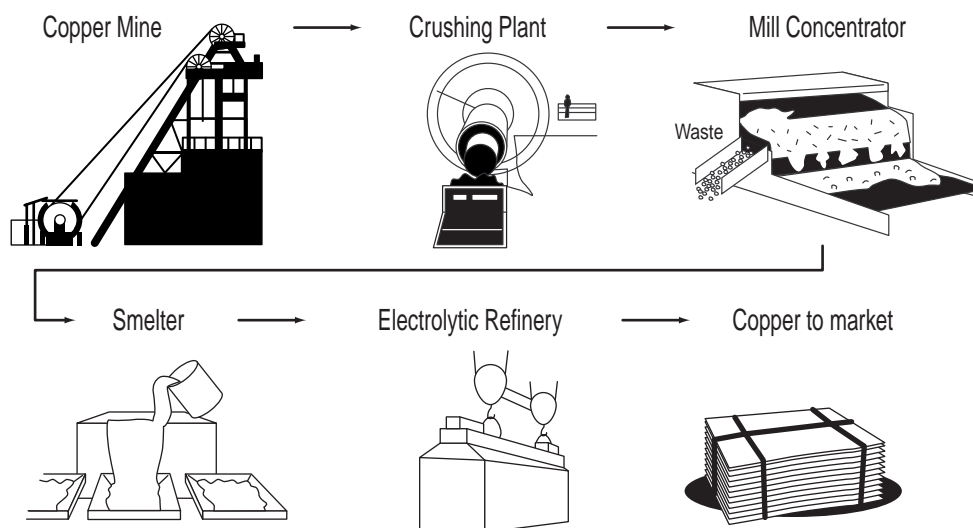 Copper Mine
Crushing Plant
Mill Concentrator
Waste
Smelter
Electrolytic Refinery
Copper to market